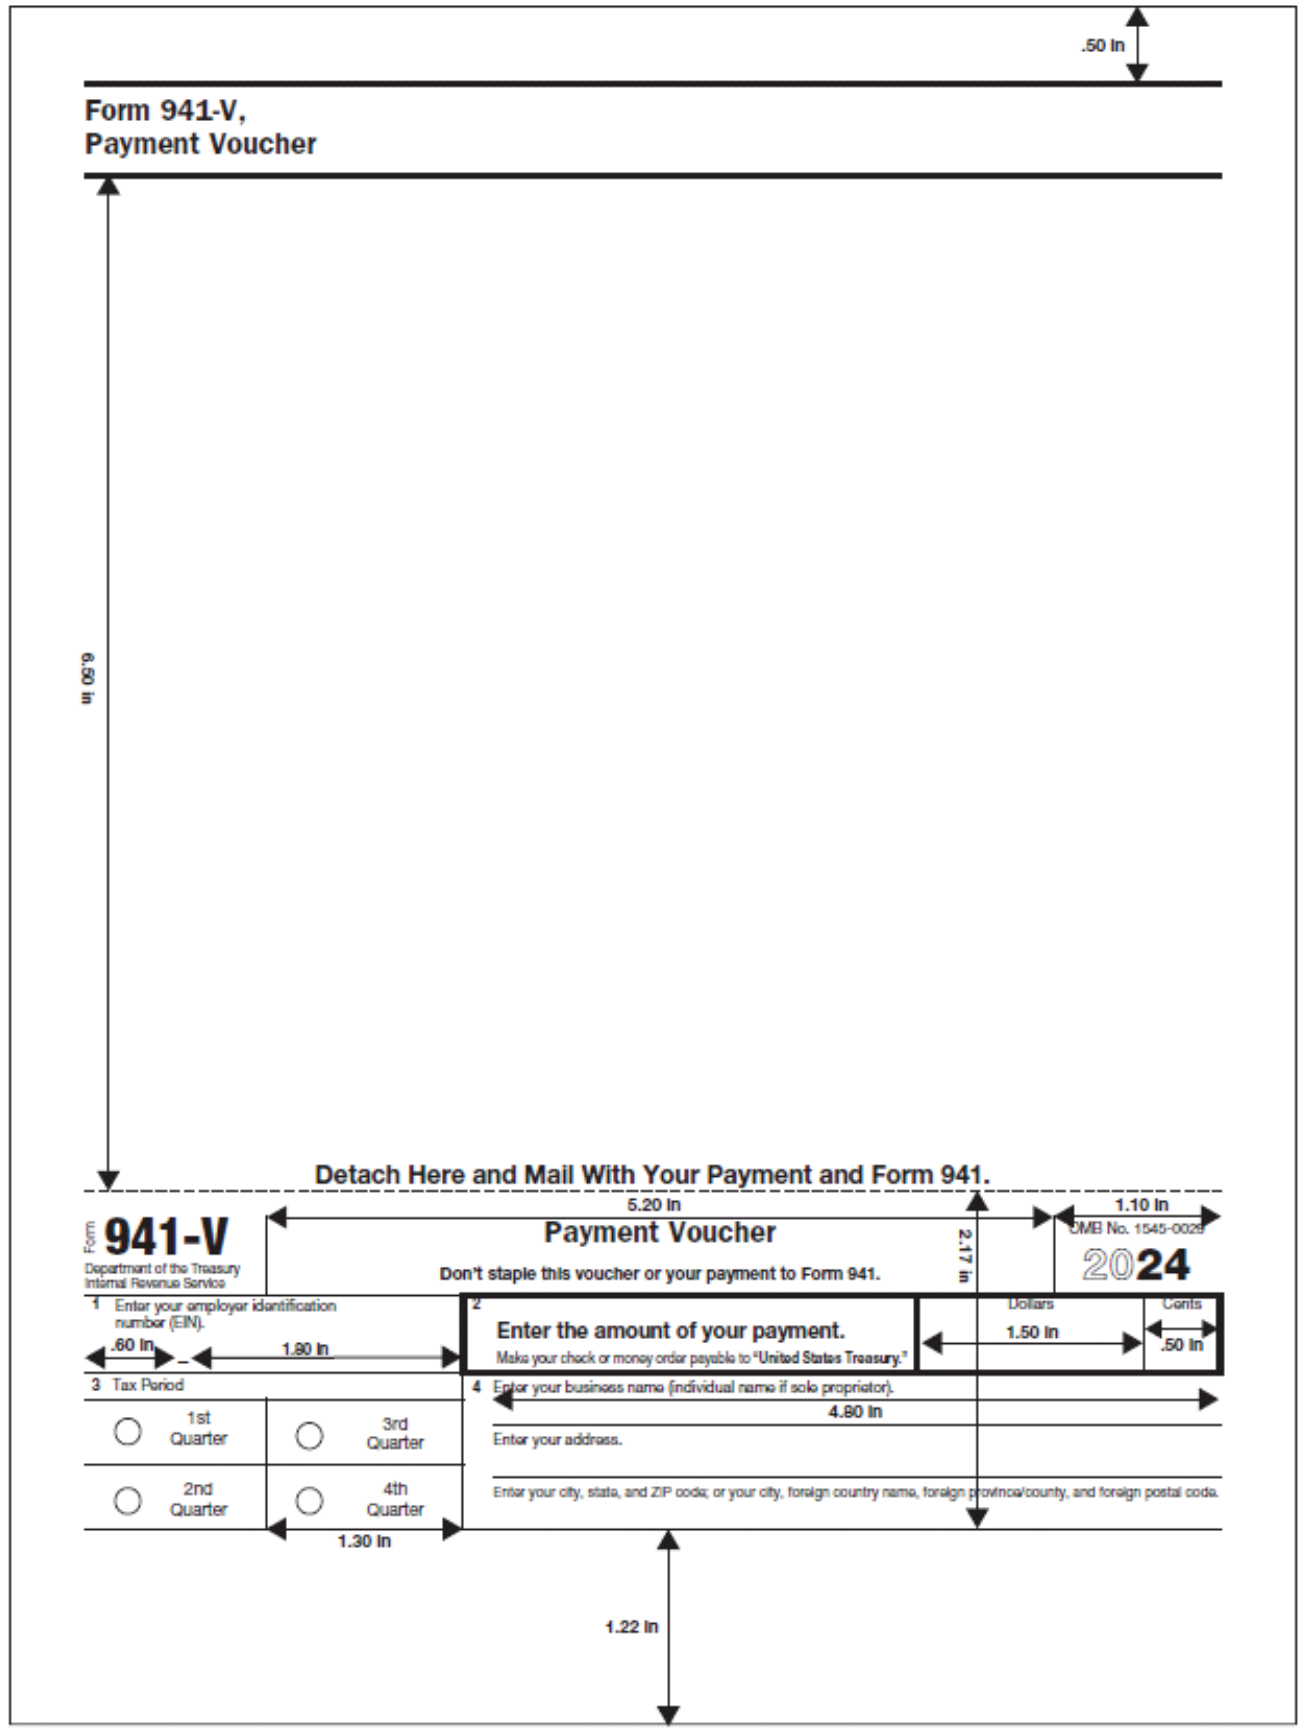 .50 in
Form 941-V,
Payment Voucher
6.50 in
Detach Here and Mail With Your Payment and Form 941.
5.20 in
1.10 in
Form 941-V
Payment Voucher
OMB No. 1545-0029
2.17 in
2024
Department of the Treasury
Internal Revenue Service
Don't staple this voucher or your payment to Form 941.
1 Enter your employer identification
number (EIN).
.60 in
–
1.80 in
2
Enter the amount of your payment.
Make your check or money order payable to “United States Treasury.”
Dollars
1.50 in
Cents
.50 in
3 Tax Period
1st
Quarter
3rd
Quarter
2nd
Quarter
4th
Quarter
1.30 in
4 Enter your business name (individual name if sole proprietor).
4.80 in
Enter your address.
Enter your city, state, and ZIP code; or your city, foreign country name, foreign province/county, and foreign postal code.
1.22 in